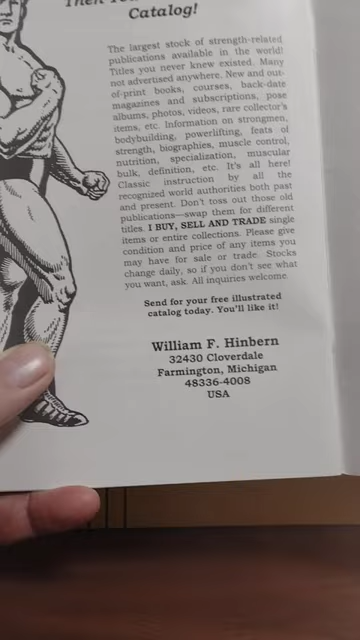 Catalog!
The largest stock of strength-related
publications available in the world!
Titles you never knew existed. Many
not advertised anywhere. New and out-
of-print books, courses, back-date
magazines and subscriptions, pose
albums, photos, videos, rare collector's
items, etc. Information on strongmen,
bodybuilding, powerlifting, feats of
strength, biographies, muscle control,
nutrition, specialization, muscular
bulk, definition, etc. It's all here!
Classic instruction by all the
recognized world authorities both past
and present. Don't toss out those old
publications—swap them for different
titles. I BUY, SELL AND TRADE single
items or entire collections. Please give
condition and price of any items you
may have for sale or trade. Stocks
change daily, so if you don't see what
you want, ask. All inquiries welcome.
Send for your free illustrated
catalog today. You'll like it!
William F. Hinbern
32430 Cloverdale
Farmington, Michigan
48336-4008
USA